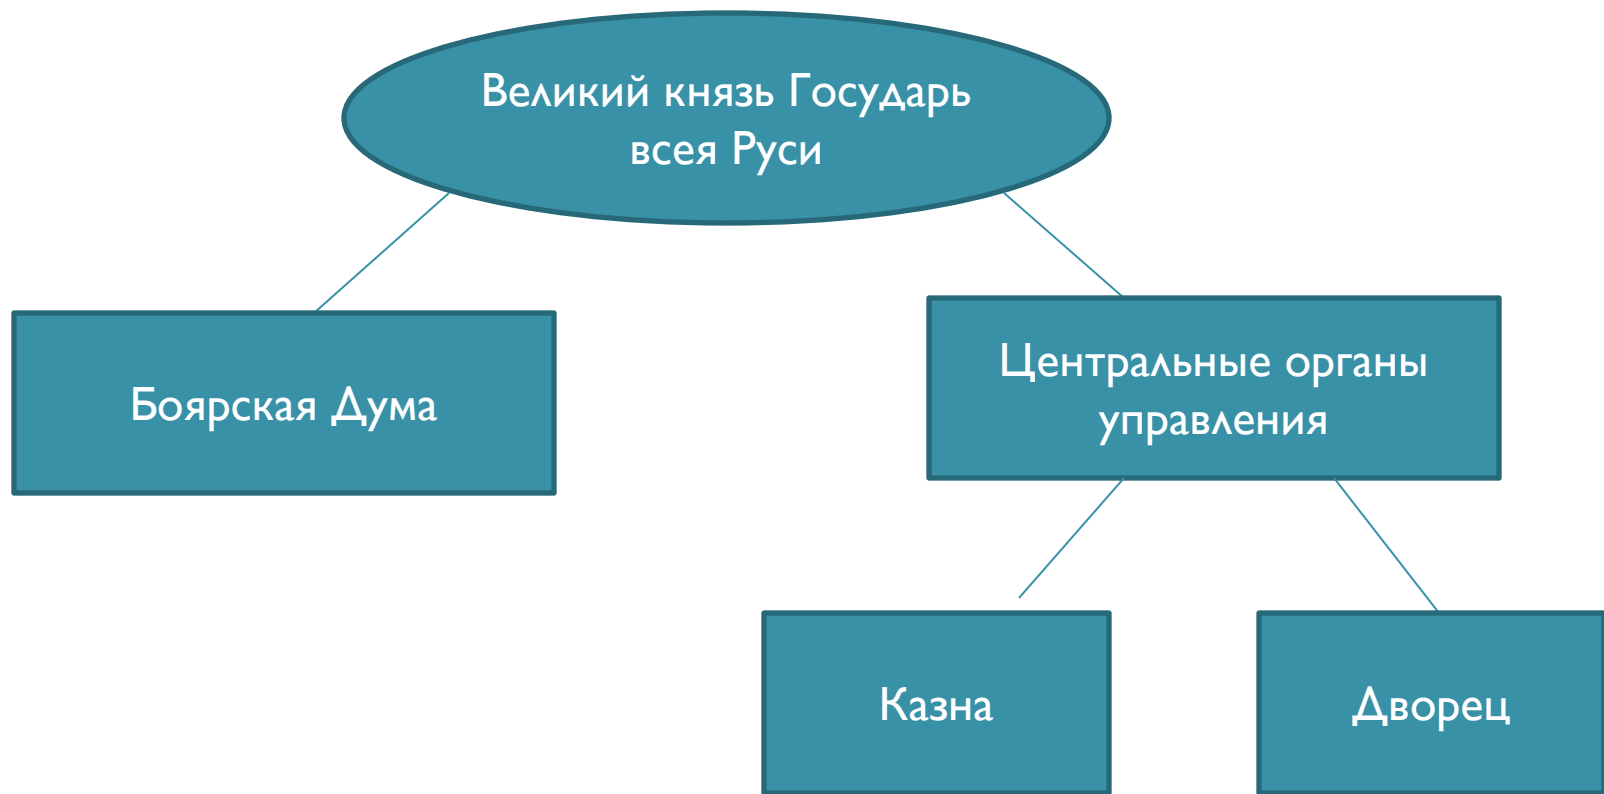 Великий князь Государь
всея Руси
Боярская Дума
Центральные органы
управления
Казна
Дворец